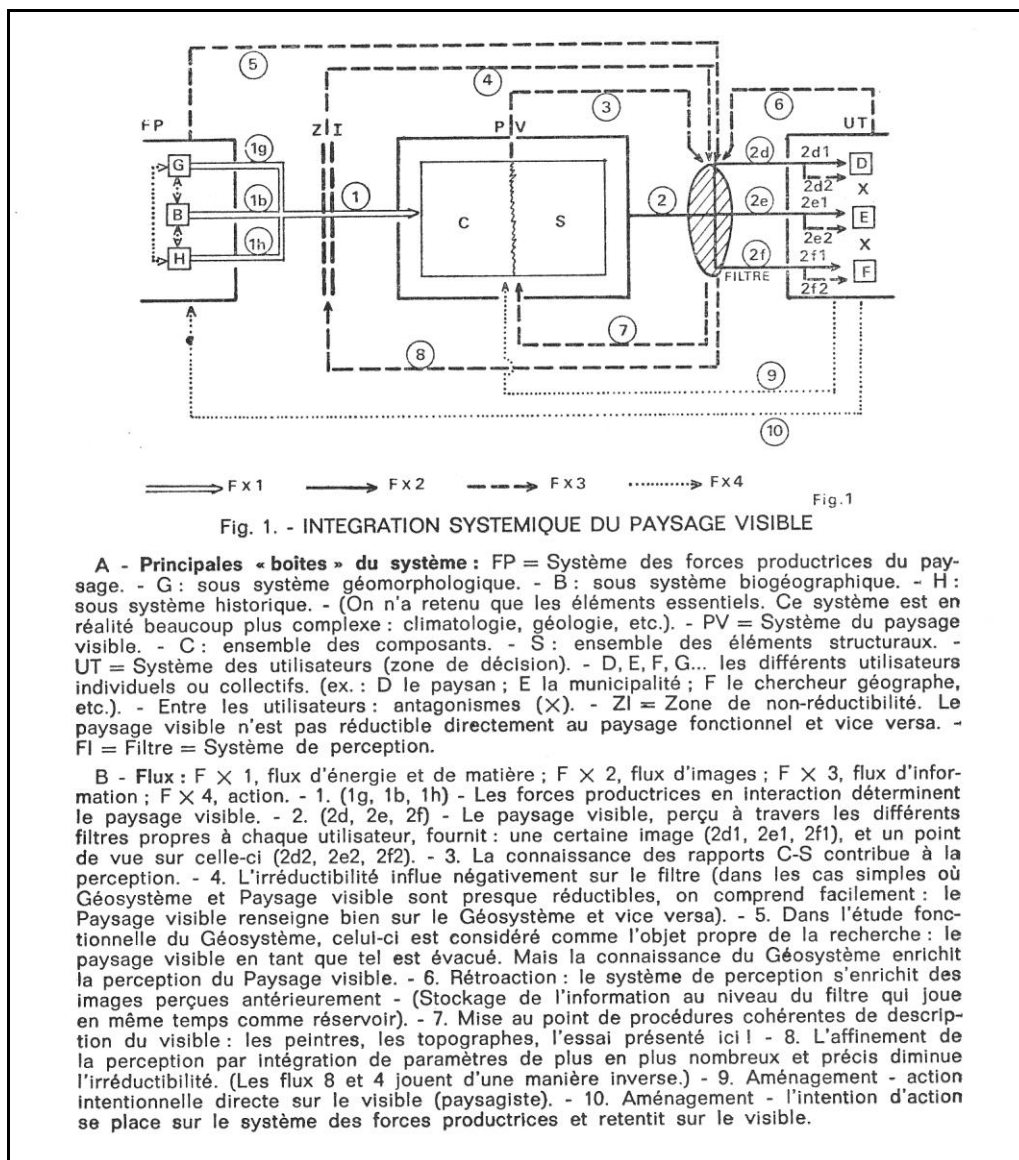 5
4
3
6
FP
Z I
P V
UT
1g
2d
2d1
G
D
2d2
X
1b
1
2
2e
2e1
B
C
S
E
2e2
X
1h
2f
2f1
H
FILTRE
F
2f2
7
8
9
10
F x 1
F x 2
F x 3
F x 4
Fig.1
Fig. 1. - INTEGRATION SYSTEMIQUE DU PAYSAGE VISIBLE
A - Principales « boîtes » du système : FP = Système des forces productrices du pay-
sage. - G : sous système géomorphologique. - B : sous système biogéographique. - H :
sous système historique. - (On n'a retenu que les éléments essentiels. Ce système est en
réalité beaucoup plus complexe : climatologie, géologie, etc.). - PV = Système du paysage
visible. - C : ensemble des composants. - S : ensemble des éléments structuraux. -
UT = Système des utilisateurs (zone de décision). - D, E, F, G... les différents utilisateurs
individuels ou collectifs. (ex. : D le paysan ; E la municipalité ; F le chercheur géographe,
etc.). - Entre les utilisateurs : antagonismes (X). - ZI = Zone de non-réductibilité. Le
paysage visible n'est pas réductible directement au paysage fonctionnel et vice versa. -
FI = Filtre = Système de perception.
B - Flux : F X 1, flux d'énergie et de matière ; F X 2, flux d'images ; F X 3, flux d'infor-
mation ; F X 4, action. - 1. (1g, 1b, 1h) - Les forces productrices en interaction déterminent
le paysage visible. - 2. (2d, 2e, 2f) - Le paysage visible, perçu à travers les différents
filtres propres à chaque utilisateur, fournit : une certaine image (2d1, 2e1, 2f1), et un point
de vue sur celle-ci (2d2, 2e2, 2f2). - 3. La connaissance des rapports C-S contribue à la
perception. - 4. L'irréductibilité influe négativement sur le filtre (dans les cas simples où
Géosystème et Paysage visible sont presque réductibles, on comprend facilement : le
Paysage visible renseigne bien sur le Géosystème et vice versa). - 5. Dans l'étude fonc-
tionnelle du Géosystème, celui-ci est considéré comme l'objet propre de la recherche : le
paysage visible en tant que tel est évacué. Mais la connaissance du Géosystème enrichit
la perception du Paysage visible. - 6. Rétroaction : le système de perception s'enrichit des
images perçues antérieurement - (Stockage de l'information au niveau du filtre qui joue
en même temps comme réservoir). - 7. Mise au point de procédures cohérentes de descrip-
tion du visible : les peintres, les topographes, l'essai présenté ici ! - 8. L'affinement de
la perception par intégration de paramètres de plus en plus nombreux et précis diminue
l'irréductibilité. (Les flux 8 et 4 jouent d'une manière inverse.) - 9. Aménagement - action
intentionnelle directe sur le visible (paysagiste). - 10. Aménagement - l'intention d'action
se place sur le système des forces productrices et retentit sur le visible.